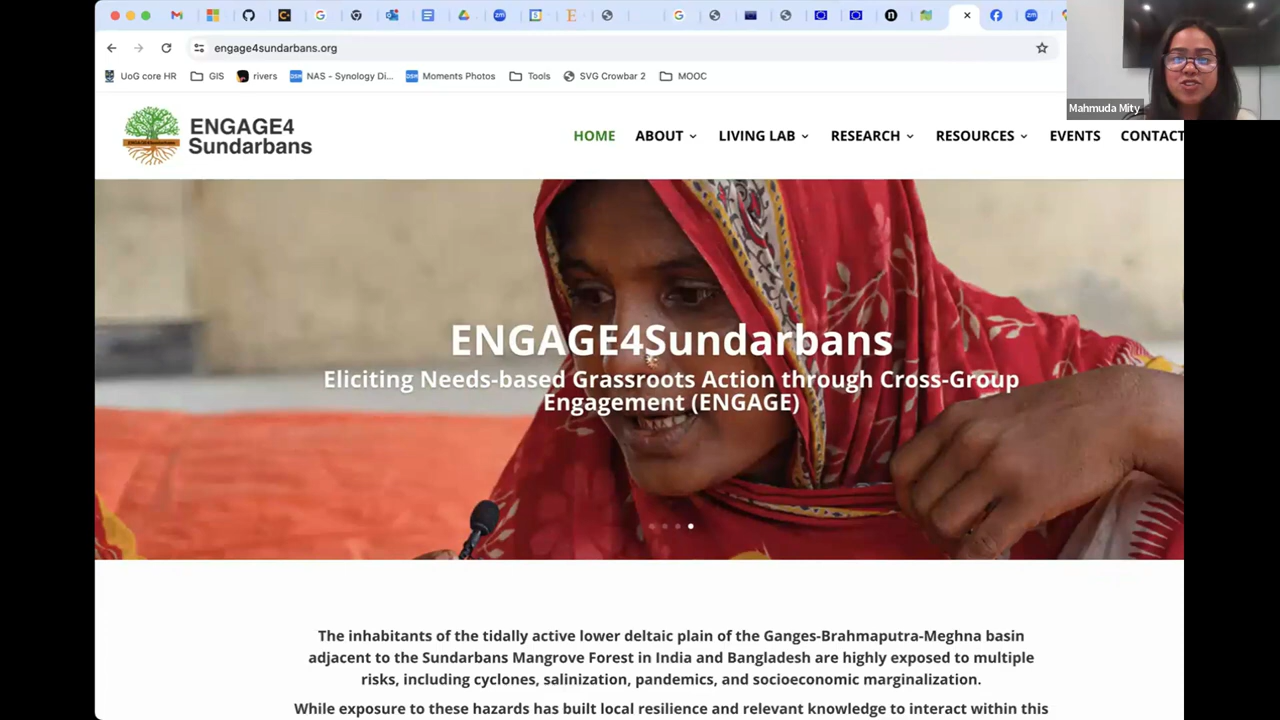 engage4sundarbans.org
UoG core HR
GIS
rivers
NAS - Synology Di...
Moments Photos
Tools
SVG Crowbar 2
MOOC
Mahmuda Mity
ENGAGE4
Sundarbans
HOME
ABOUT
LIVING LAB
RESEARCH
RESOURCES
EVENTS
CONTACT
ENGAGE4Sundarbans
Eliciting Needs-based Grassroots Action through Cross-Group
Engagement (ENGAGE)
The inhabitants of the tidally active lower deltaic plain of the Ganges-Brahmaputra-Meghna basin
adjacent to the Sundarbans Mangrove Forest in India and Bangladesh are highly exposed to multiple
risks, including cyclones, salinization, pandemics, and socioeconomic marginalization.
While exposure to these hazards has built local resilience and relevant knowledge to interact within this